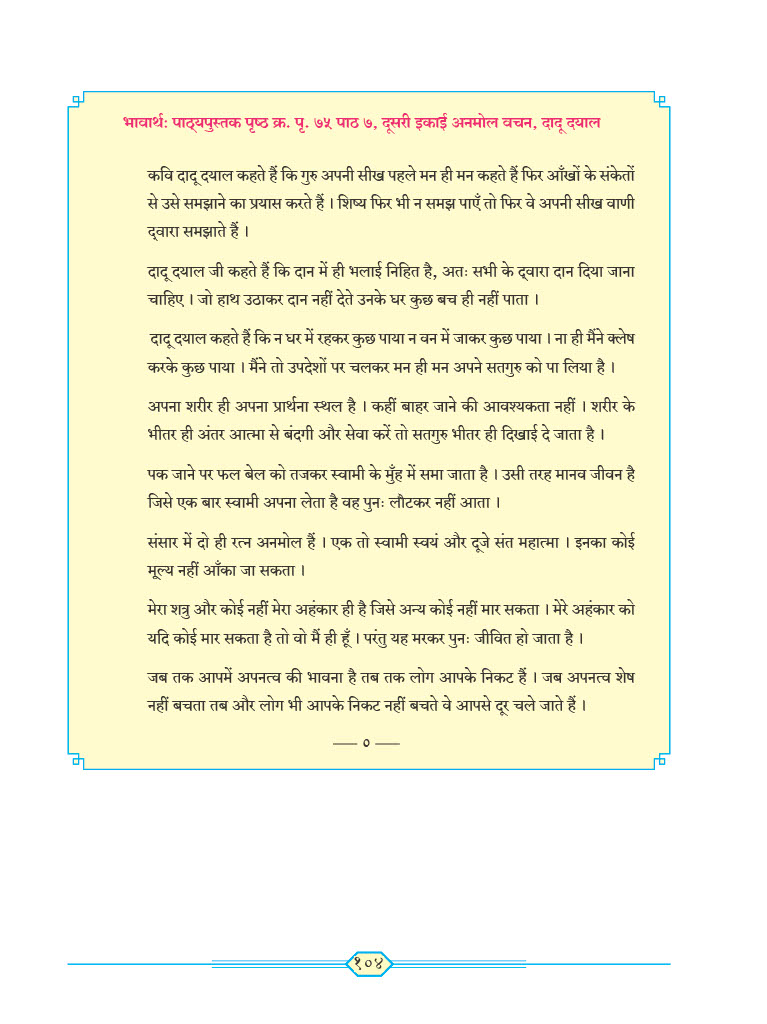 भावार्थ: पाठ्यपुस्तक पृष्ठ क्र. पृ. ७५ पाठ ७, दूसरी इकाई अनमोल वचन, दादू दयाल
कवि दादू दयाल कहते हैं कि गुरु अपनी सीख पहले मन ही मन कहते हैं फिर आँखों के संकेतों
से उसे समझाने का प्रयास करते हैं । शिष्य फिर भी न समझ पाएँ तो फिर वे अपनी सीख वाणी
द्‌वारा समझाते हैं ।
दादू दयाल जी कहते हैं कि दान में ही भलाई निहित है, अतः सभी के द्‌वारा दान दिया जाना
चाहिए । जो हाथ उठाकर दान नहीं देते उनके घर कुछ बच ही नहीं पाता ।
दादू दयाल कहते हैं कि न घर में रहकर कुछ पाया न वन में जाकर कुछ पाया । ना ही मैंने क्लेष
करके कुछ पाया । मैंने तो उपदेशों पर चलकर मन ही मन अपने सतगुरु को पा लिया है ।
अपना शरीर ही अपना प्रार्थना स्थल है । कहीं बाहर जाने की आवश्यकता नहीं । शरीर के
भीतर ही अंतर आत्मा से बंदगी और सेवा करें तो सतगुरु भीतर ही दिखाई दे जाता है ।
पक जाने पर फल बेल को तजकर स्वामी के मुँह में समा जाता है । उसी तरह मानव जीवन है
जिसे एक बार स्वामी अपना लेता है वह पुनः लौटकर नहीं आता ।
संसार में दो ही रत्न अनमोल हैं । एक तो स्वामी स्वयं और दूजे संत महात्मा । इनका कोई
मूल्य नहीं आँका जा सकता ।
मेरा शत्रु और कोई नहीं मेरा अहंकार ही है जिसे अन्य कोई नहीं मार सकता । मेरे अहंकार को
यदि कोई मार सकता है तो वो मैं ही हूँ । परंतु यह मरकर पुनः जीवित हो जाता है ।
जब तक आपमें अपनत्व की भावना है तब तक लोग आपके निकट हैं । जब अपनत्व शेष
नहीं बचता तब और लोग भी आपके निकट नहीं बचते वे आपसे दूर चले जाते हैं ।
— ० —
१०४